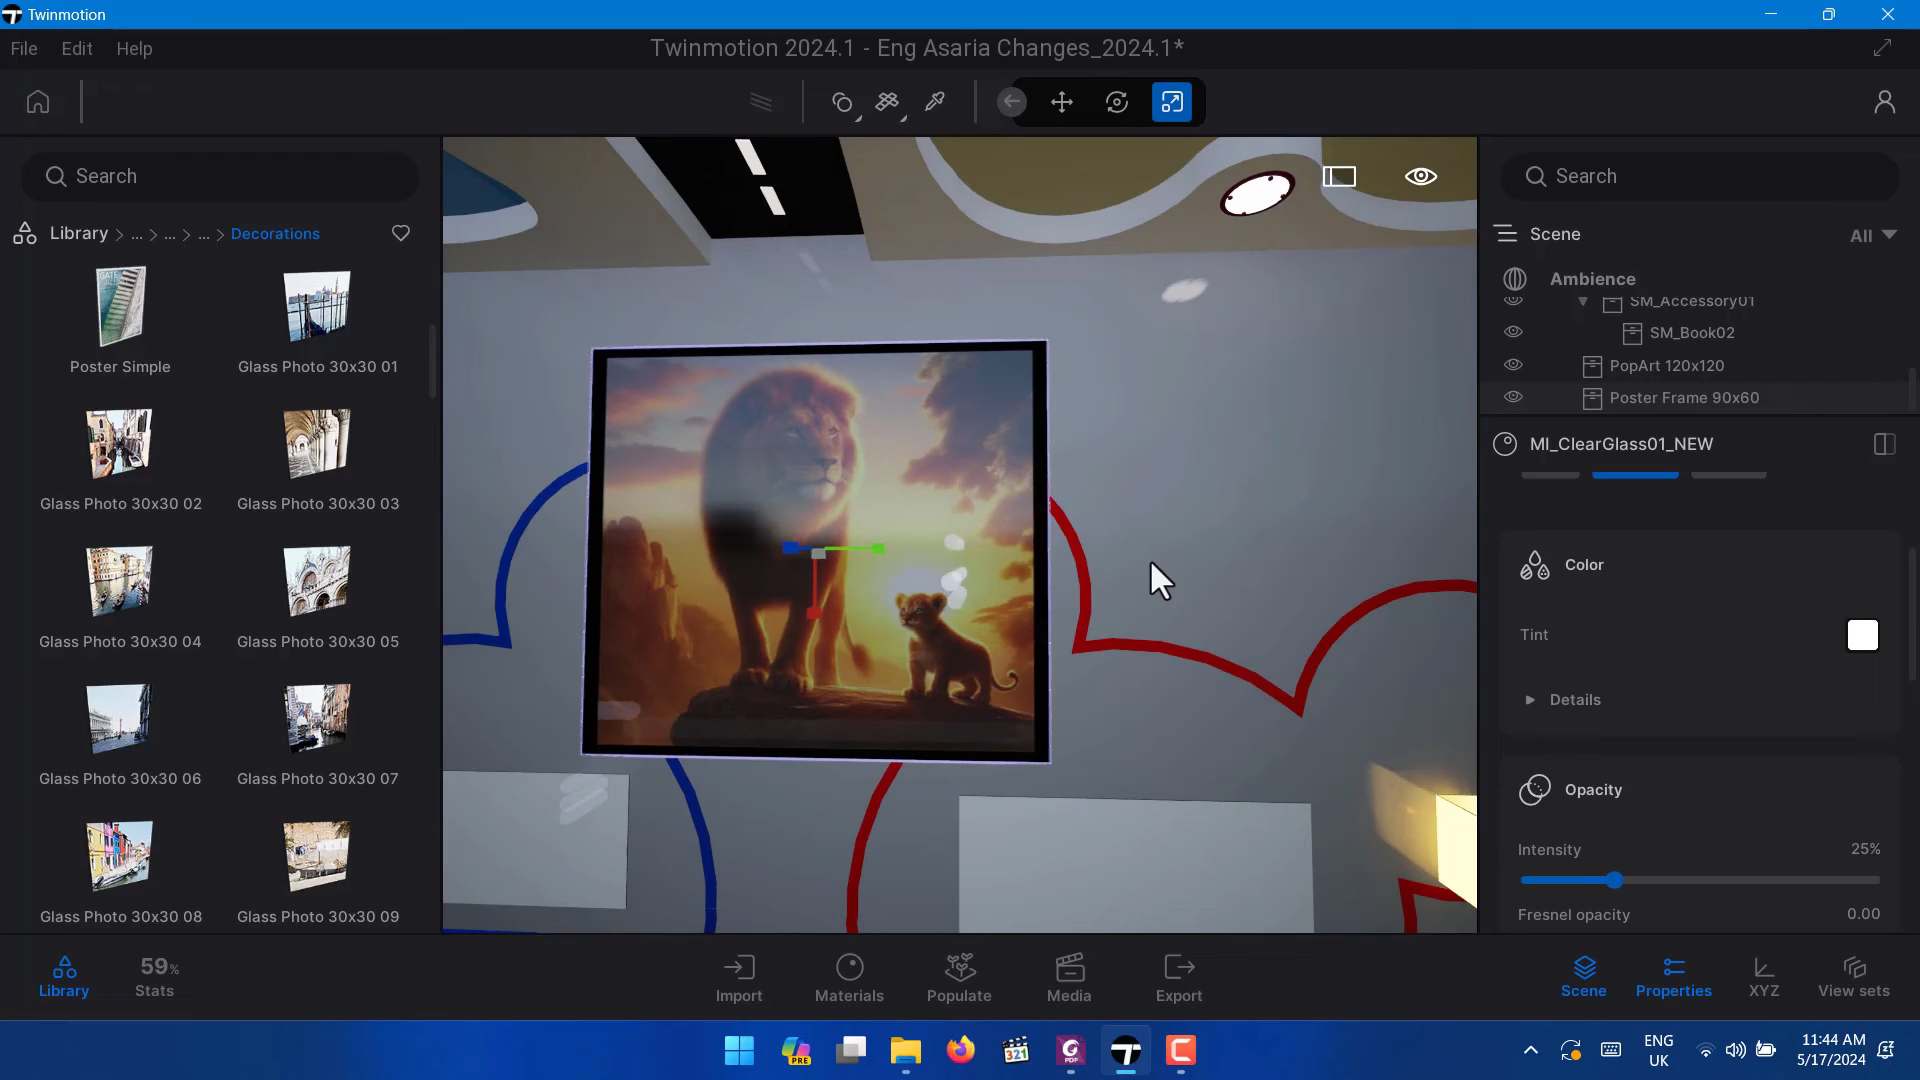 Twinmotion
File Edit Help
Twinmotion 2024.1 - Eng Asaria Changes_2024.1*
Search
Library > ... > ... > ... > Decorations
Poster Simple
Glass Photo 30x30 01
Glass Photo 30x30 02
Glass Photo 30x30 03
Glass Photo 30x30 04
Glass Photo 30x30 05
Glass Photo 30x30 06
Glass Photo 30x30 07
Glass Photo 30x30 08
Glass Photo 30x30 09
Search
Scene
All
Ambience
SM_Accessory01
SM_Book02
PopArt 120x120
Poster Frame 90x60
MI_ClearGlass01_NEW
Color
Tint
Details
Opacity
Intensity 25%
Fresnel opacity 0.00
Library
59%
Stats
Import
Materials
Populate
Media
Export
Scene
Properties
XYZ
View sets
PRE
321
PDF
ENG
UK
11:44 AM
5/17/2024